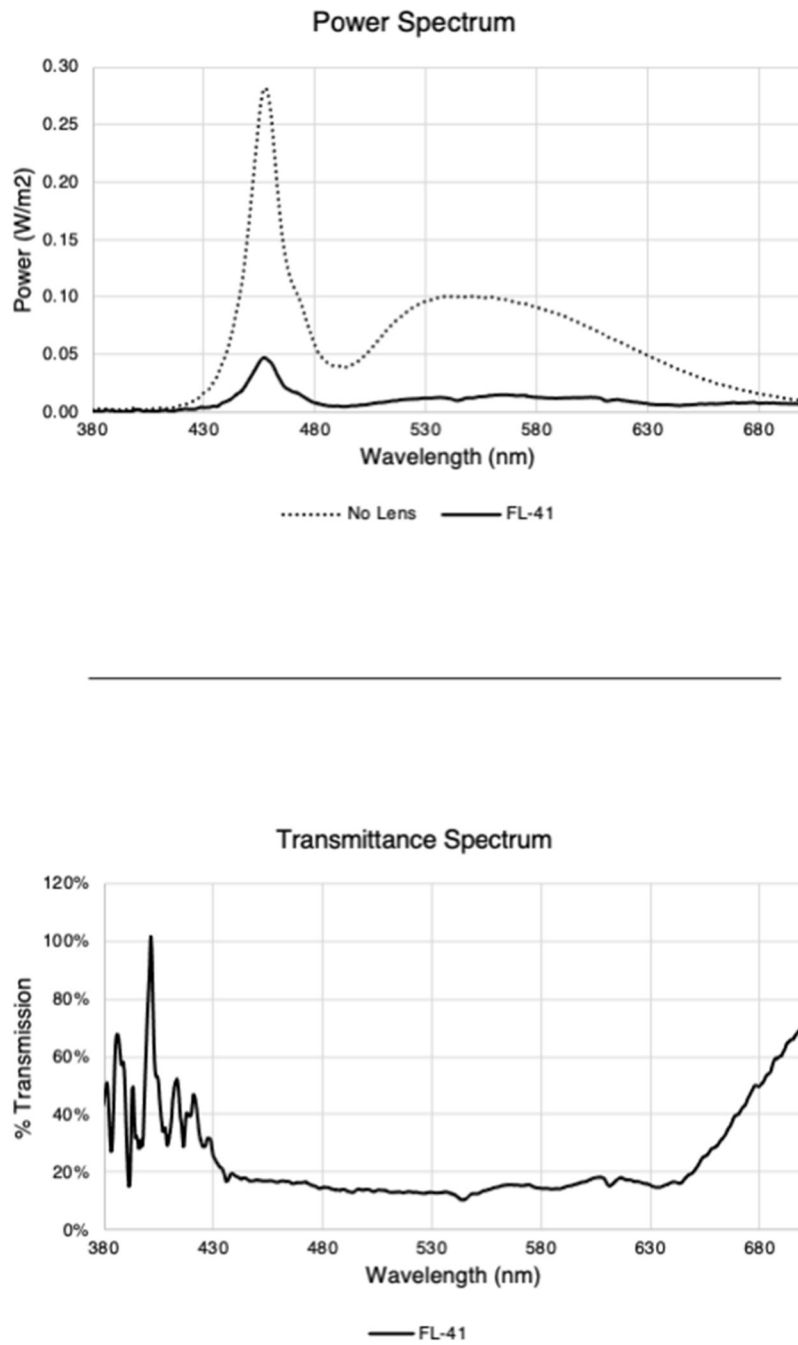 Power Spectrum
0.30
0.25
0.20
0.15
0.10
0.05
0.00
Power (W/m2)
380 430 480 530 580 630 680
Wavelength (nm)
No Lens FL-41
Transmittance Spectrum
120%
100%
80%
60%
40%
20%
0%
% Transmission
380 430 480 530 580 630 680
Wavelength (nm)
FL-41